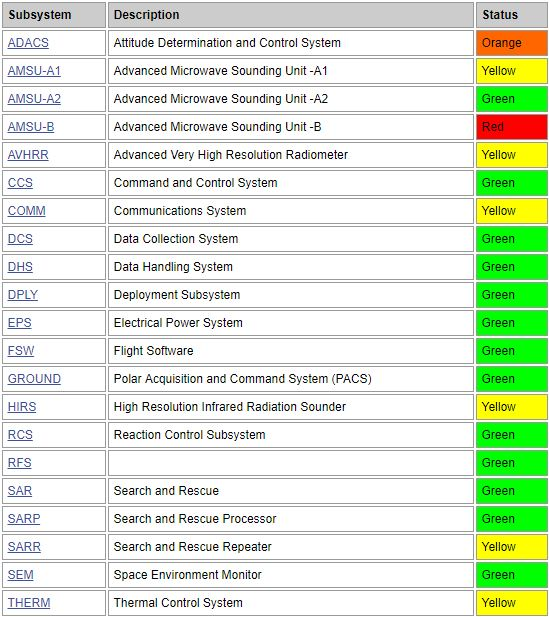 Subsystem Description Status
ADACS Attitude Determination and Control System Orange
AMSU-A1 Advanced Microwave Sounding Unit -A1 Yellow
AMSU-A2 Advanced Microwave Sounding Unit -A2 Green
AMSU-B Advanced Microwave Sounding Unit -B Red
AVHRR Advanced Very High Resolution Radiometer Yellow
CCS Command and Control System Green
COMM Communications System Yellow
DCS Data Collection System Green
DHS Data Handling System Green
DPLY Deployment Subsystem Green
EPS Electrical Power System Green
FSW Flight Software Green
GROUND Polar Acquisition and Command System (PACS) Green
HIRS High Resolution Infrared Radiation Sounder Yellow
RCS Reaction Control Subsystem Green
RFS Green
SAR Search and Rescue Green
SARP Search and Rescue Processor Green
SARR Search and Rescue Repeater Yellow
SEM Space Environment Monitor Green
THERM Thermal Control System Yellow